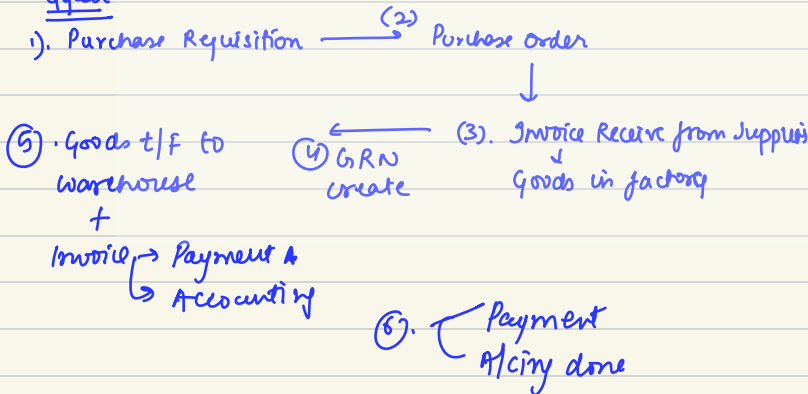 1). Purchase Requisition → (2) Purchase order
(3). Invoice Receive from
Goods in factory
(4) GRN
create
(5). Goods t/f to
warehouse
+
Invoice → Payment &
→ Accounting
(6). Payment
A/cing done